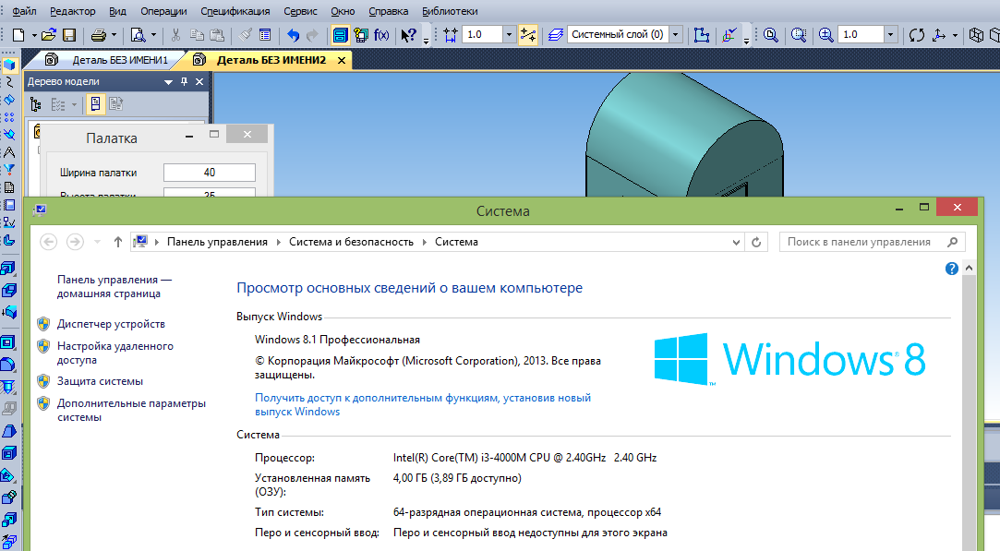 Файл Редактор Вид Операции Спецификация Сервис Окно Справка Библиотеки
f(x) 1.0 Системный слой (0) 1.0
Деталь БЕЗ ИМЕНИ1 Деталь БЕЗ ИМЕНИ2
Дерево модели
Палатка
Ширина палатки 40
Высота палатки
Система
Панель управления Система и безопасность Система Поиск в панели управления
Панель управления —
домашняя страница
Диспетчер устройств
Настройка удаленного
доступа
Защита системы
Дополнительные параметры
системы
Просмотр основных сведений о вашем компьютере
Выпуск Windows
Windows 8.1 Профессиональная
© Корпорация Майкрософт (Microsoft Corporation), 2013. Все права
защищены.
Получить доступ к дополнительным функциям, установив новый
выпуск Windows
Windows® 8
Система
Процессор: Intel(R) Core(TM) i3-4000M CPU @ 2.40GHz 2.40 GHz
Установленная память
(ОЗУ):
4,00 ГБ (3,89 ГБ доступно)
Тип системы: 64-разрядная операционная система, процессор x64
Перо и сенсорный ввод: Перо и сенсорный ввод недоступны для этого экрана